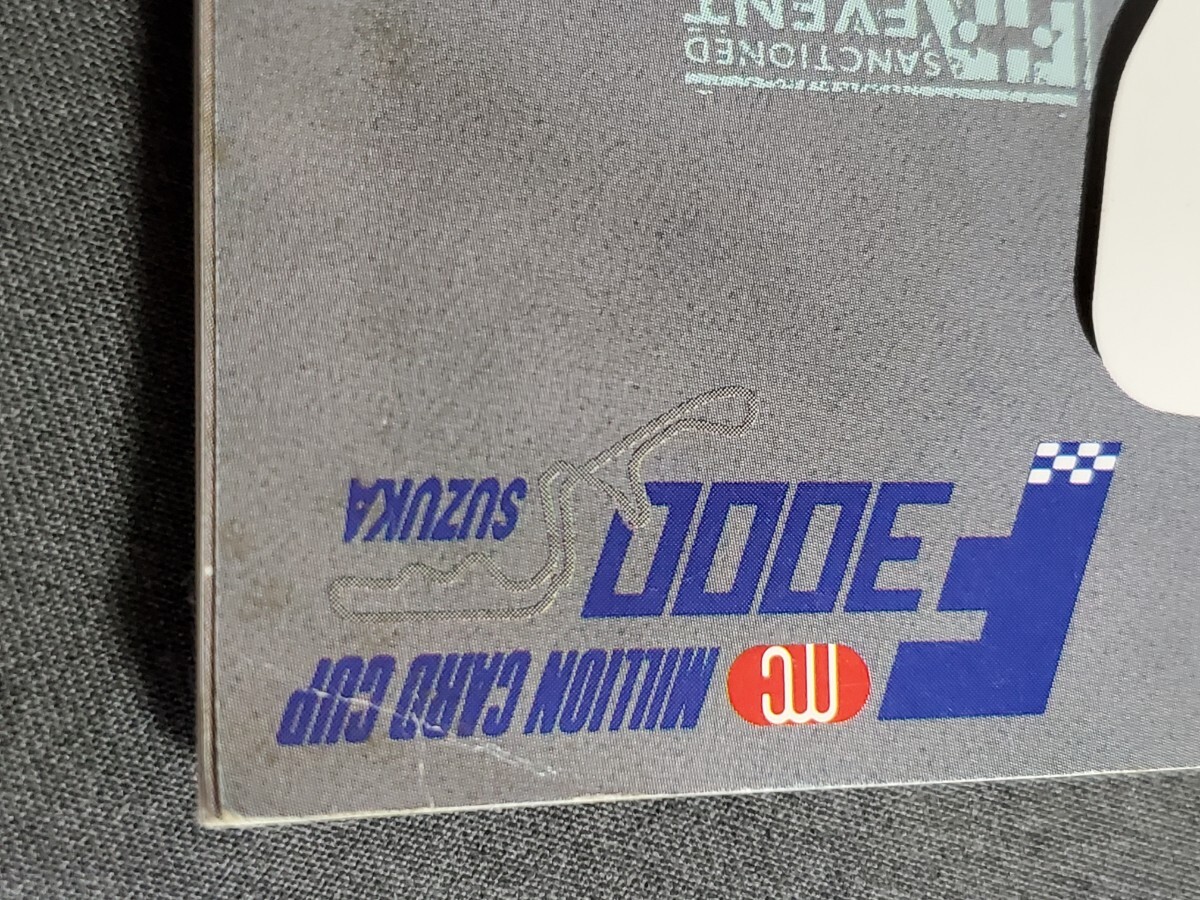 MC MILLION CARD CUP
F3000
SUZUKA
SANCTIONED
EVENT